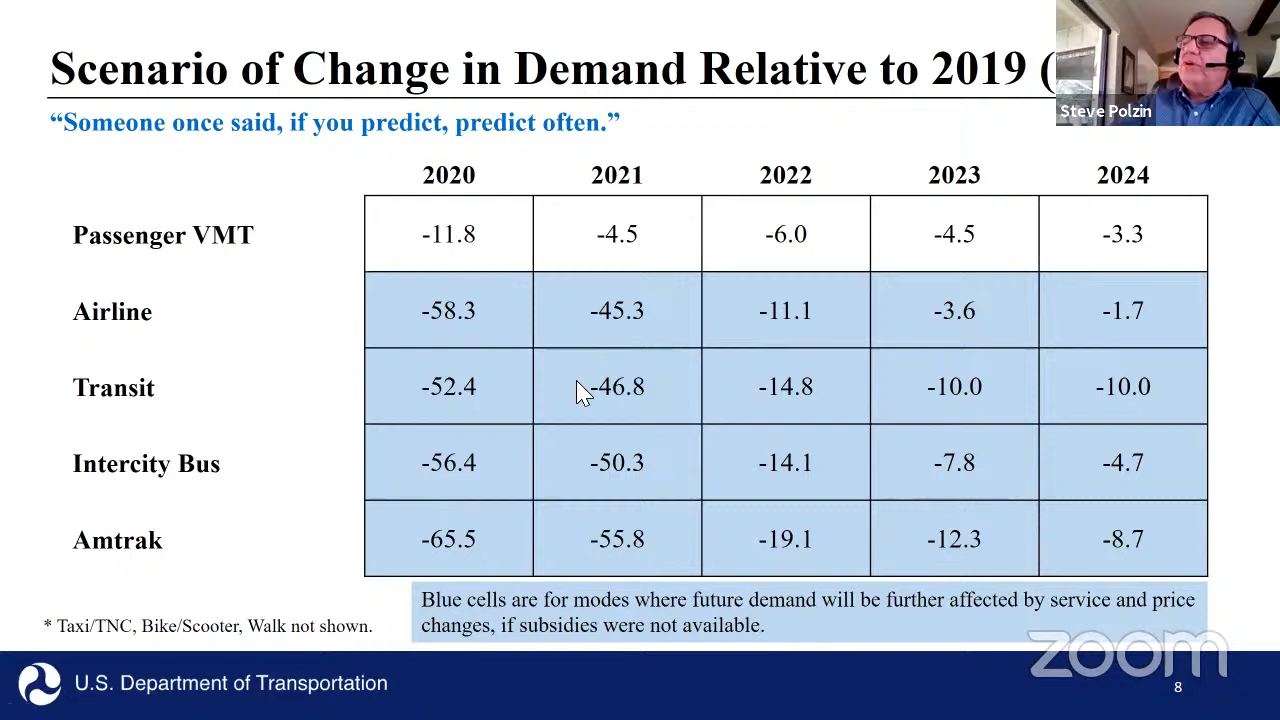 Scenario of Change in Demand Relative to 2019 (
Steve Polzin
“Someone once said, if you predict, predict often.”
2020 2021 2022 2023 2024
Passenger VMT -11.8 -4.5 -6.0 -4.5 -3.3
Airline -58.3 -45.3 -11.1 -3.6 -1.7
Transit -52.4 -46.8 -14.8 -10.0 -10.0
Intercity Bus -56.4 -50.3 -14.1 -7.8 -4.7
Amtrak -65.5 -55.8 -19.1 -12.3 -8.7
Blue cells are for modes where future demand will be further affected by service and price
changes, if subsidies were not available.
* Taxi/TNC, Bike/Scooter, Walk not shown.
zoom
U.S. Department of Transportation
8